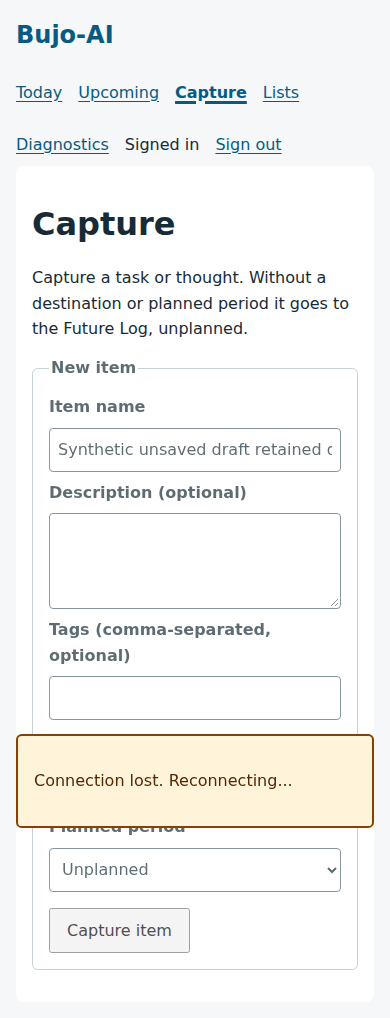 Bujo-AI
Today Upcoming Capture Lists
Diagnostics Signed in Sign out
Capture
Capture a task or thought. Without a
destination or planned period it goes to
the Future Log, unplanned.
New item
Item name
Synthetic unsaved draft retained
Description (optional)
Tags (comma-separated,
optional)
Connection lost. Reconnecting...
Planned period
Unplanned
Capture item